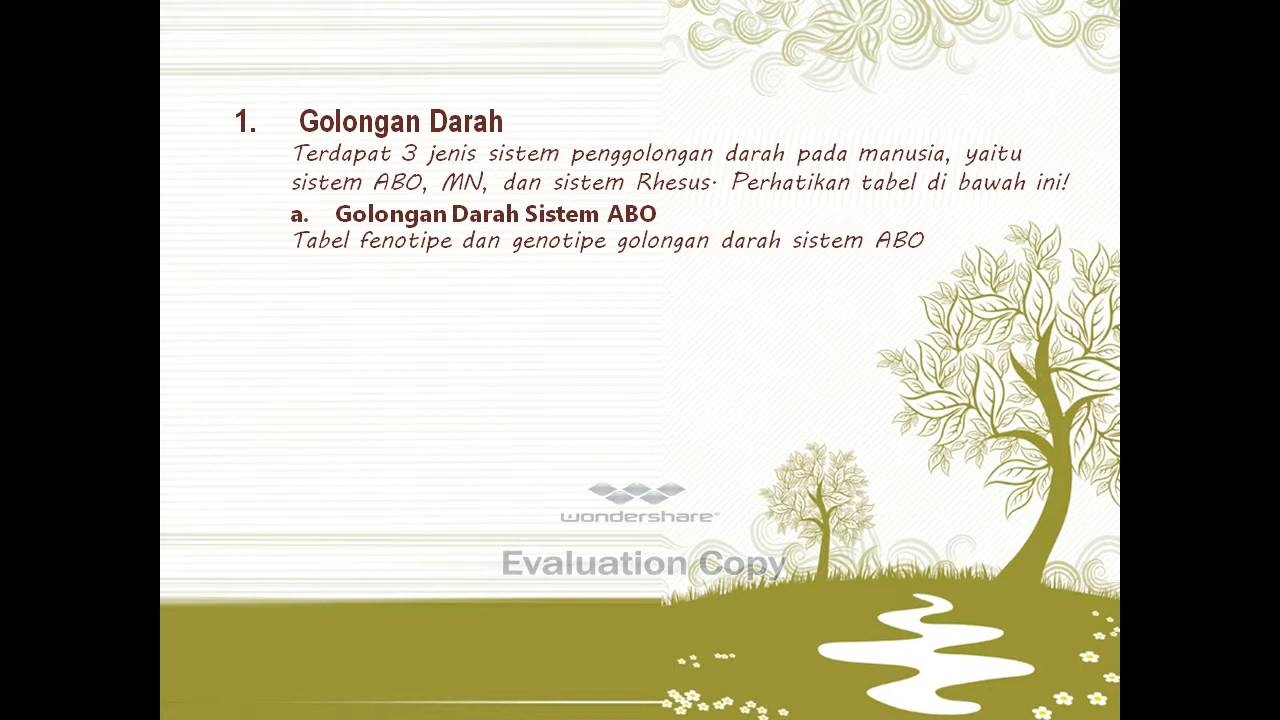 1. Golongan Darah
Terdapat 3 jenis sistem penggolongan darah pada manusia, yaitu
sistem ABO, MN, dan sistem Rhesus. Perhatikan tabel di bawah ini!
a. Golongan Darah Sistem ABO
Tabel fenotipe dan genotipe golongan darah sistem ABO
wondershare®
Evaluation Copy